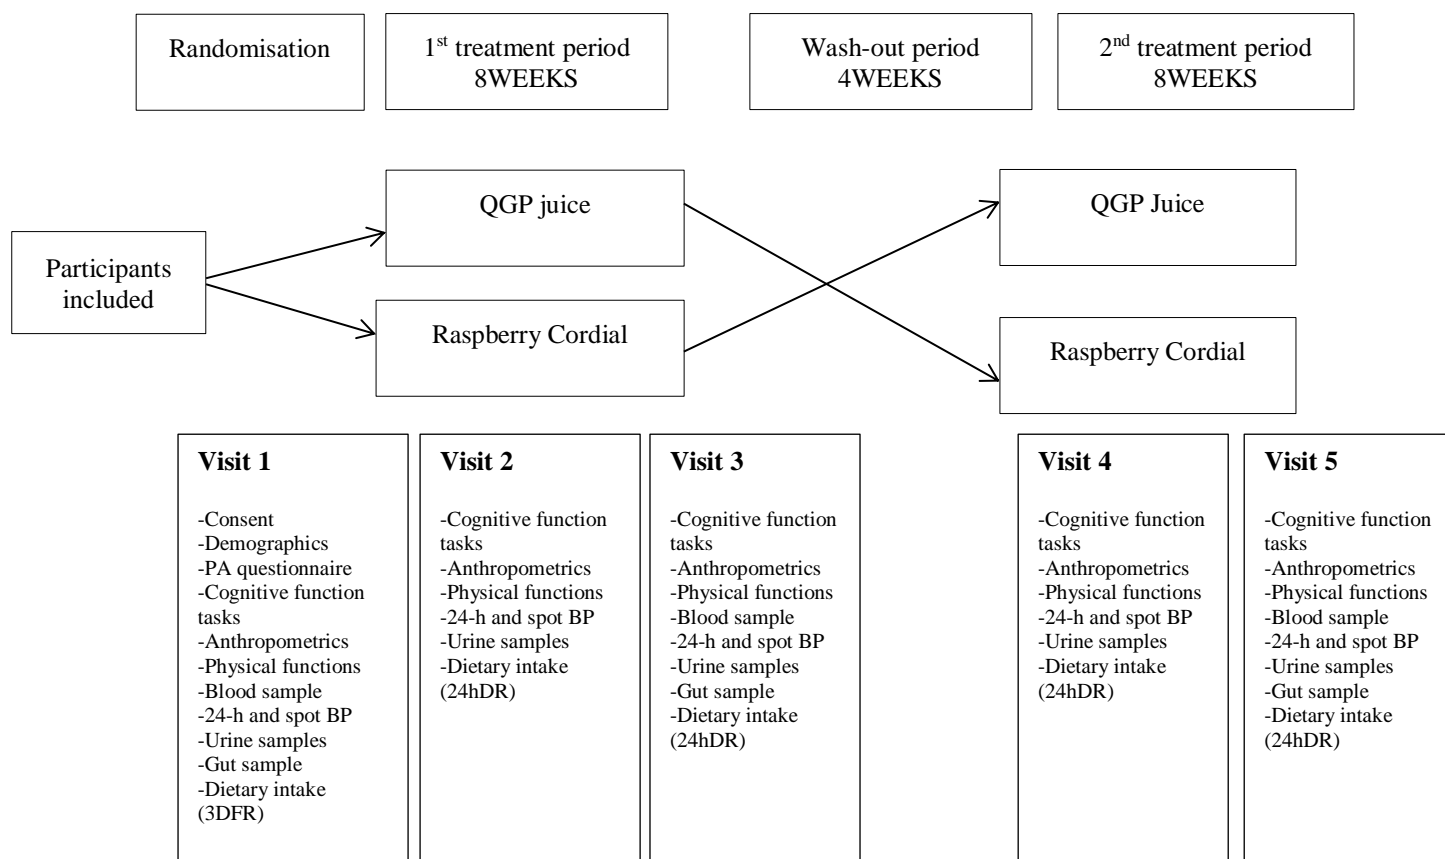 Randomisation
1st treatment period
8WEEKS
Wash-out period
4WEEKS
2nd treatment period
8WEEKS
Participants
included
QGP juice
Raspberry Cordial
QGP Juice
Raspberry Cordial
Visit 1
-Consent
-Demographics
-PA questionnaire
-Cognitive function
tasks
-Anthropometrics
-Physical functions
-Blood sample
-24-h and spot BP
-Urine samples
-Gut sample
-Dietary intake
(3DFR)
Visit 2
-Cognitive function
tasks
-Anthropometrics
-Physical functions
-24-h and spot BP
-Urine samples
-Dietary intake
(24hDR)
Visit 3
-Cognitive function
tasks
-Anthropometrics
-Physical functions
-Blood sample
-24-h and spot BP
-Urine samples
-Gut sample
-Dietary intake
(24hDR)
Visit 4
-Cognitive function
tasks
-Anthropometrics
-Physical functions
-24-h and spot BP
-Urine samples
-Dietary intake
(24hDR)
Visit 5
-Cognitive function
tasks
-Anthropometrics
-Physical functions
-Blood sample
-24-h and spot BP
-Urine samples
-Gut sample
-Dietary intake
(24hDR)